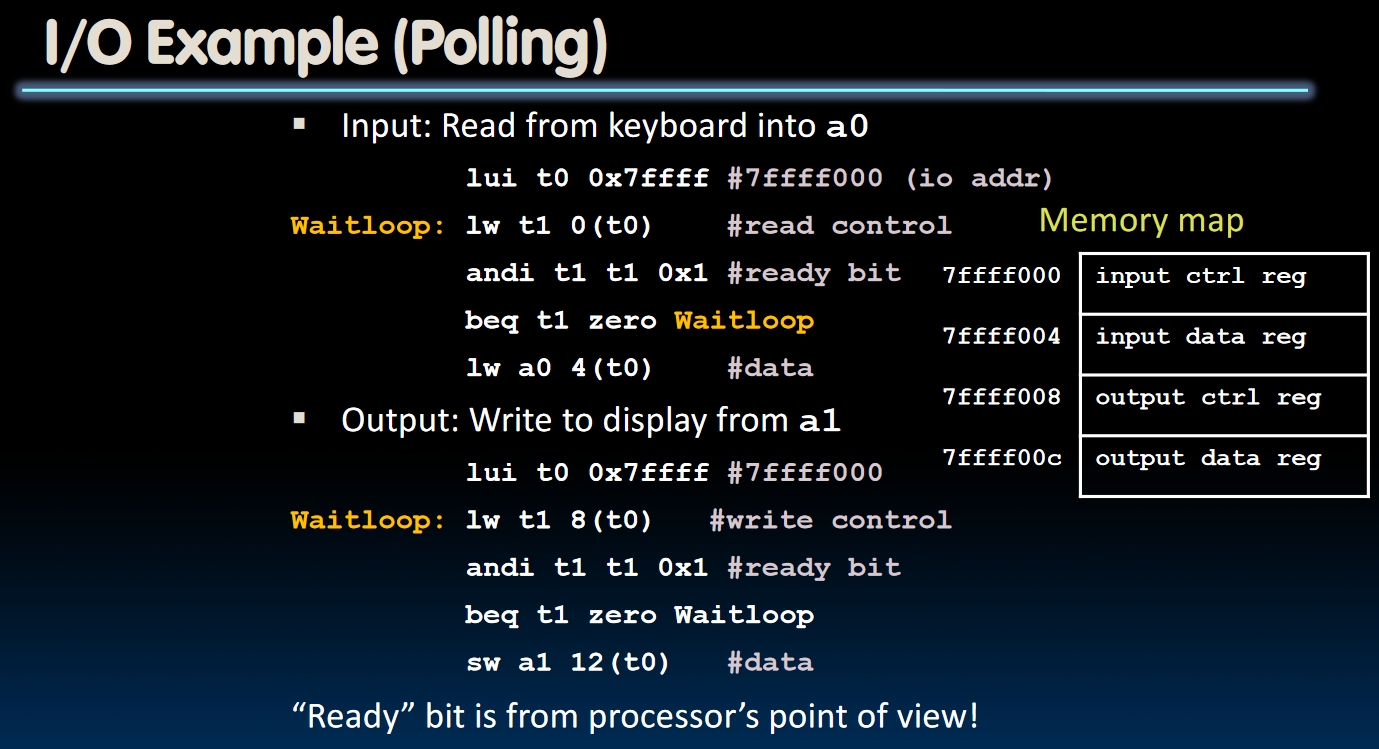 I/O Example (Polling)
▪ Input: Read from keyboard into a0
lui t0 0x7ffff #7ffff000 (io addr)
Waitloop: lw t1 0(t0) #read control
andi t1 t1 0x1 #ready bit
beq t1 zero Waitloop
lw a0 4(t0) #data
▪ Output: Write to display from a1
lui t0 0x7ffff #7ffff000
Waitloop: lw t1 8(t0) #write control
andi t1 t1 0x1 #ready bit
beq t1 zero Waitloop
sw a1 12(t0) #data
“Ready” bit is from processor’s point of view!
Memory map
7ffff000 input ctrl reg
7ffff004 input data reg
7ffff008 output ctrl reg
7ffff00c output data reg